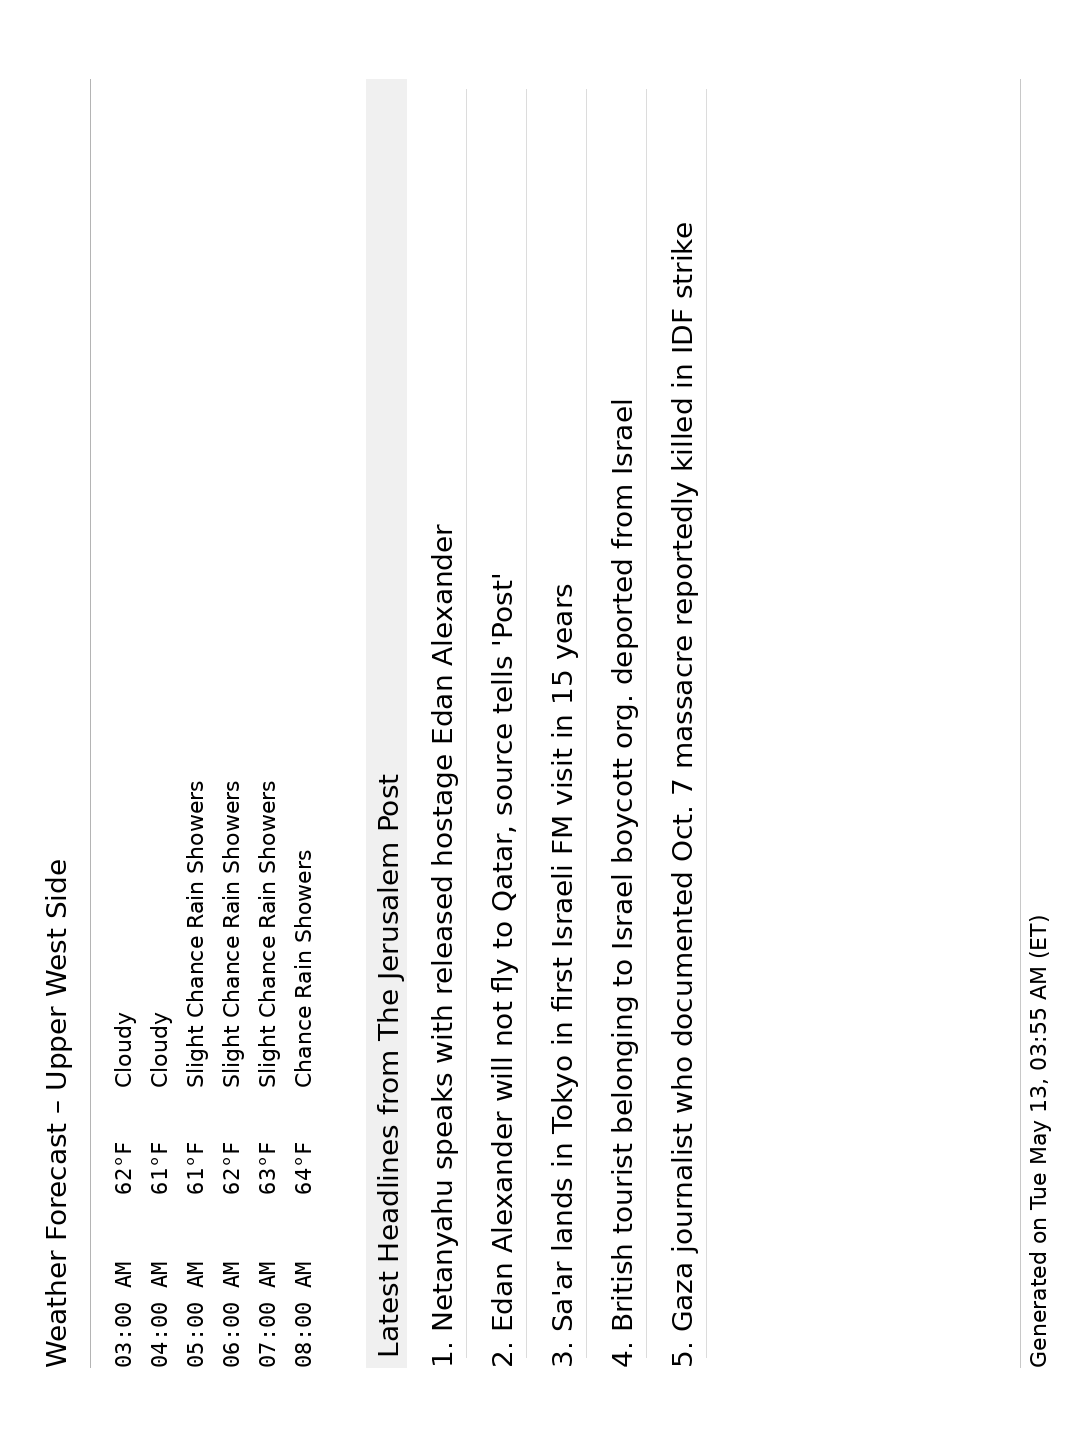 Weather Forecast – Upper West Side
03:00 AM 62°F Cloudy
04:00 AM 61°F Cloudy
05:00 AM 61°F Slight Chance Rain Showers
06:00 AM 62°F Slight Chance Rain Showers
07:00 AM 63°F Slight Chance Rain Showers
08:00 AM 64°F Chance Rain Showers
Latest Headlines from The Jerusalem Post
1. Netanyahu speaks with released hostage Edan Alexander
2. Edan Alexander will not fly to Qatar, source tells 'Post'
3. Sa'ar lands in Tokyo in first Israeli FM visit in 15 years
4. British tourist belonging to Israel boycott org. deported from Israel
5. Gaza journalist who documented Oct. 7 massacre reportedly killed in IDF strike
Generated on Tue May 13, 03:55 AM (ET)